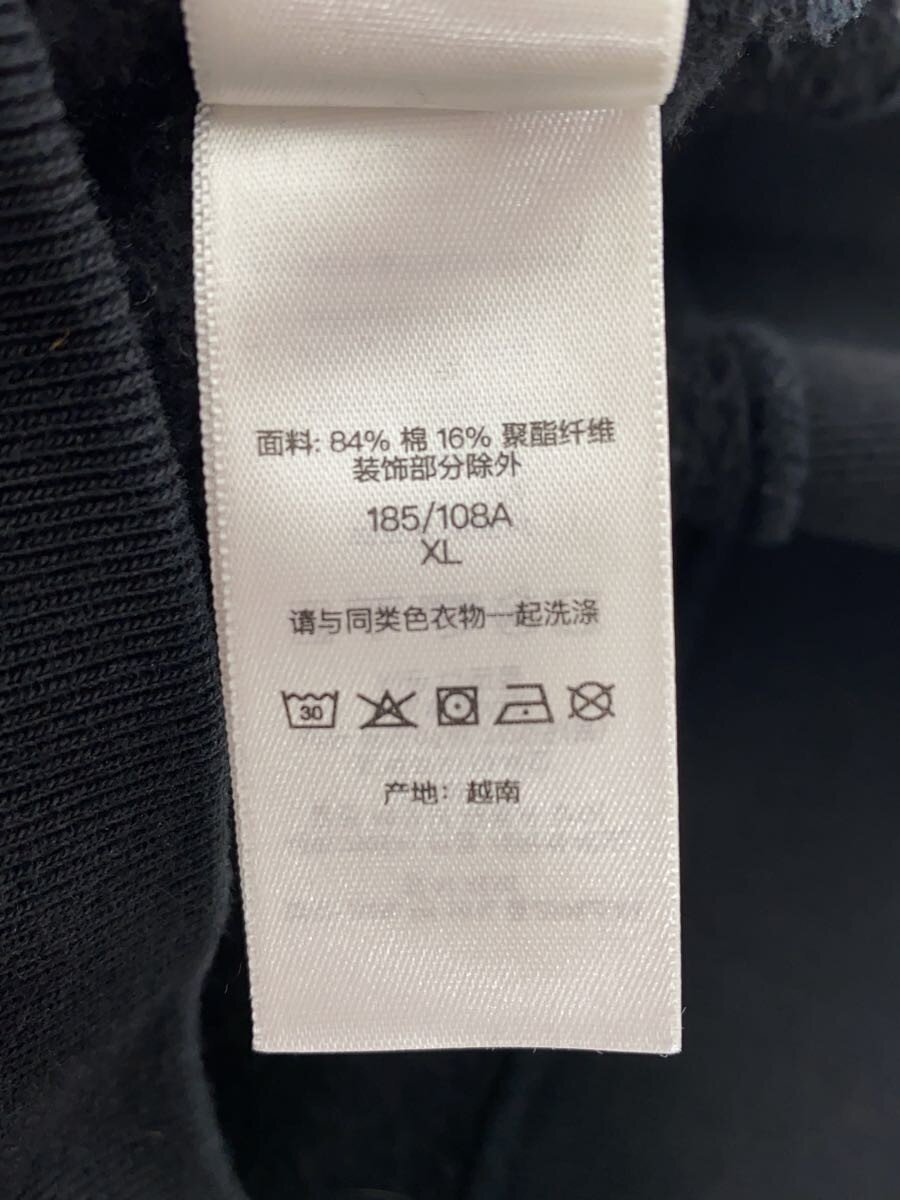 面料: 84% 棉 16% 聚酯纤维
装饰部分除外
185/108A
XL
请与同类色衣物一起洗涤
30
产地: 越南